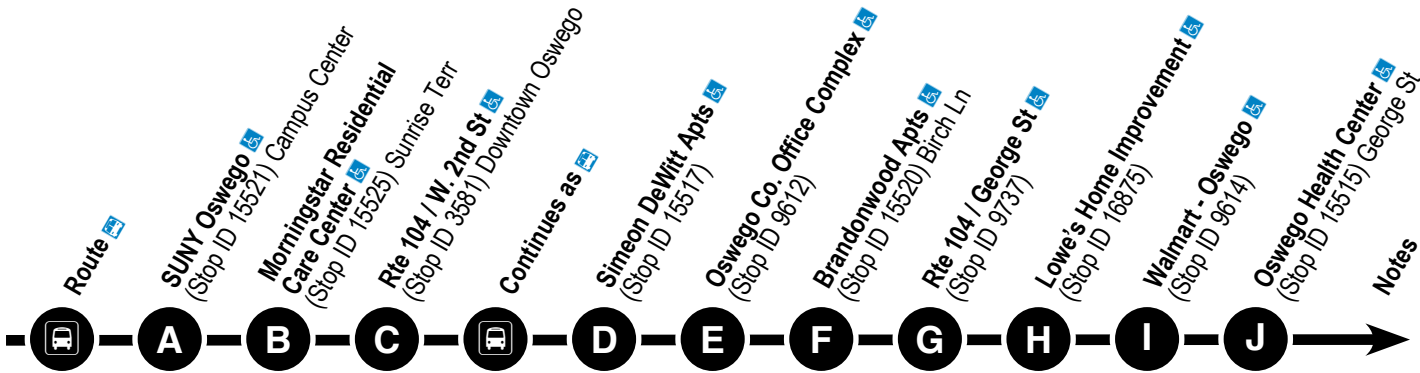 Route
SUNY Oswego
(Stop ID 15521) Campus Center
Morningstar Residential
Care Center
(Stop ID 15525) Sunrise Terr
Rte 104 / W. 2nd St
(Stop ID 3581) Downtown Oswego
Continues as
Simeon DeWitt Apts
(Stop ID 15517)
Oswego Co. Office Complex
(Stop ID 9612)
Brandonwood Apts
(Stop ID 15520) Birch Ln
Rte 104 / George St
(Stop ID 9737)
Lowe's Home Improvement
(Stop ID 16875)
Walmart - Oswego
(Stop ID 9614)
Oswego Health Center
(Stop ID 15515) George St
Notes
A B C D E F G H I J